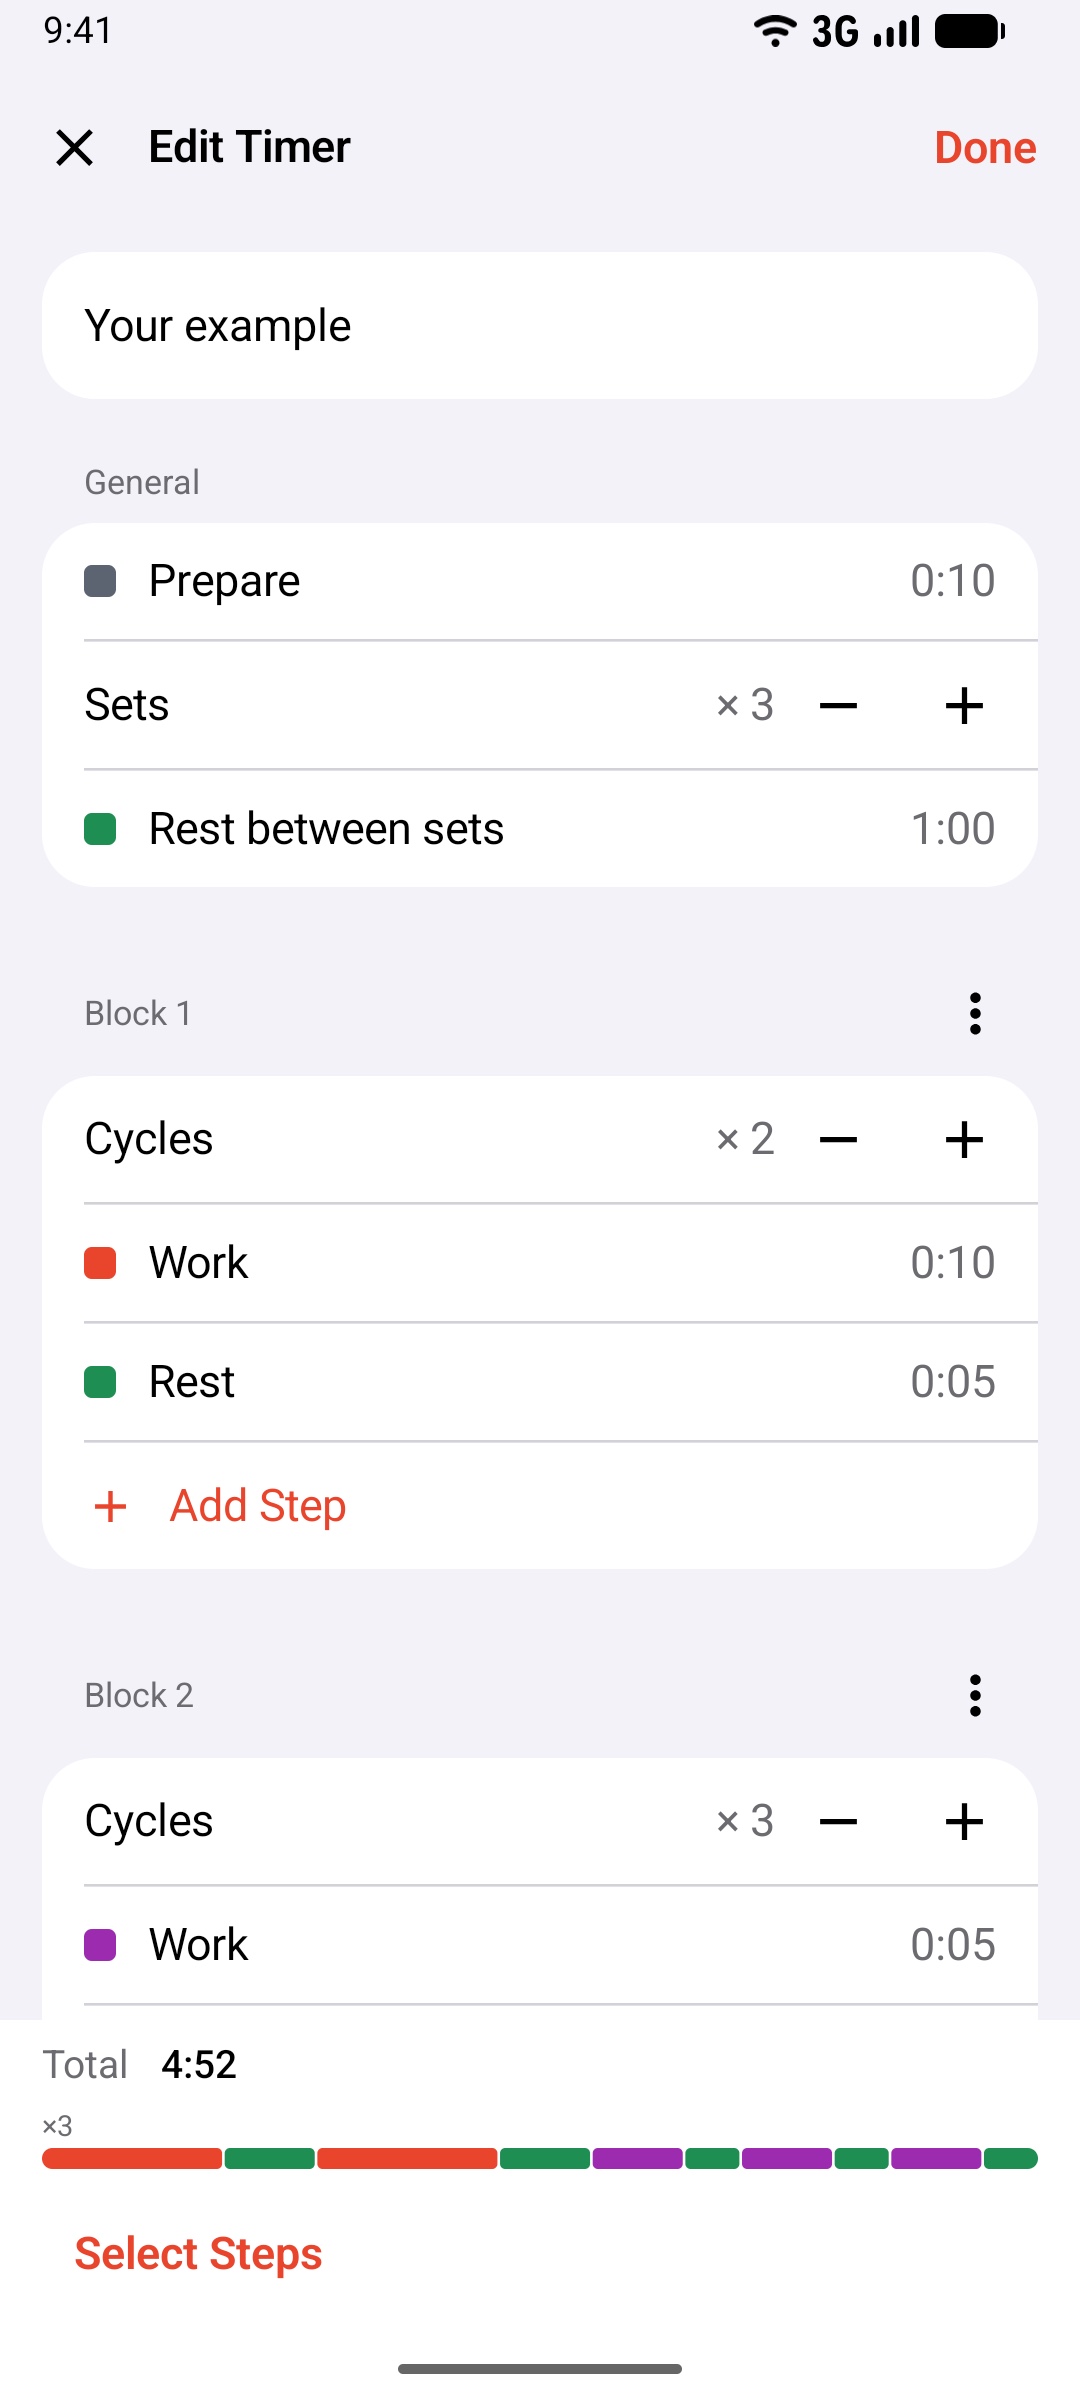 9:41
3G
Edit Timer
Done
Your example
General
Prepare
0:10
Sets
× 3
Rest between sets
1:00
Block 1
Cycles
× 2
Work
0:10
Rest
0:05
Add Step
Block 2
Cycles
× 3
Work
0:05
Total 4:52
×3
Select Steps